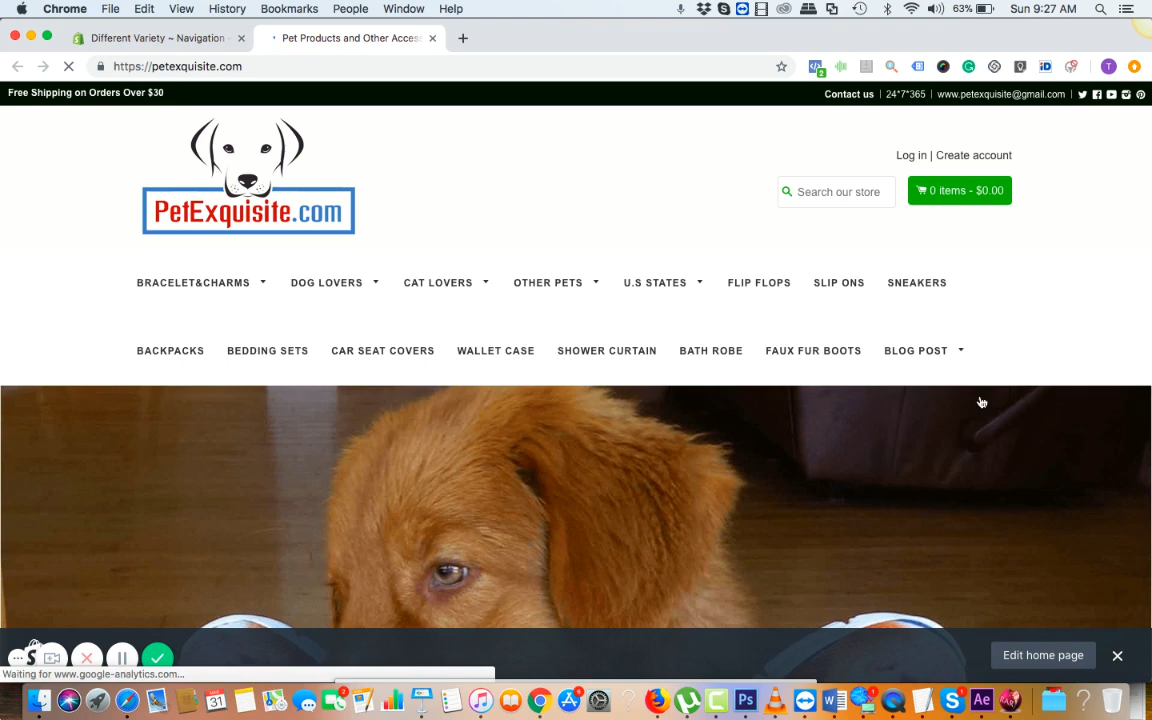 Chrome File Edit View History Bookmarks People Window Help 63% Sun 9:27 AM
Different Variety ~ Navigation Pet Products and Other Acces
https://petexquisite.com
2
T
Free Shipping on Orders Over $30 Contact us | 24*7*365 | www.petexquisite@gmail.com |
Log in | Create account
Search our store 0 items - $0.00
PetExquisite.com
BRACELET&CHARMS DOG LOVERS CAT LOVERS OTHER PETS U.S STATES FLIP FLOPS SLIP ONS SNEAKERS
BACKPACKS BEDDING SETS CAR SEAT COVERS WALLET CASE SHOWER CURTAIN BATH ROBE FAUX FUR BOOTS BLOG POST
Edit home page
Waiting for www.google-analytics.com...